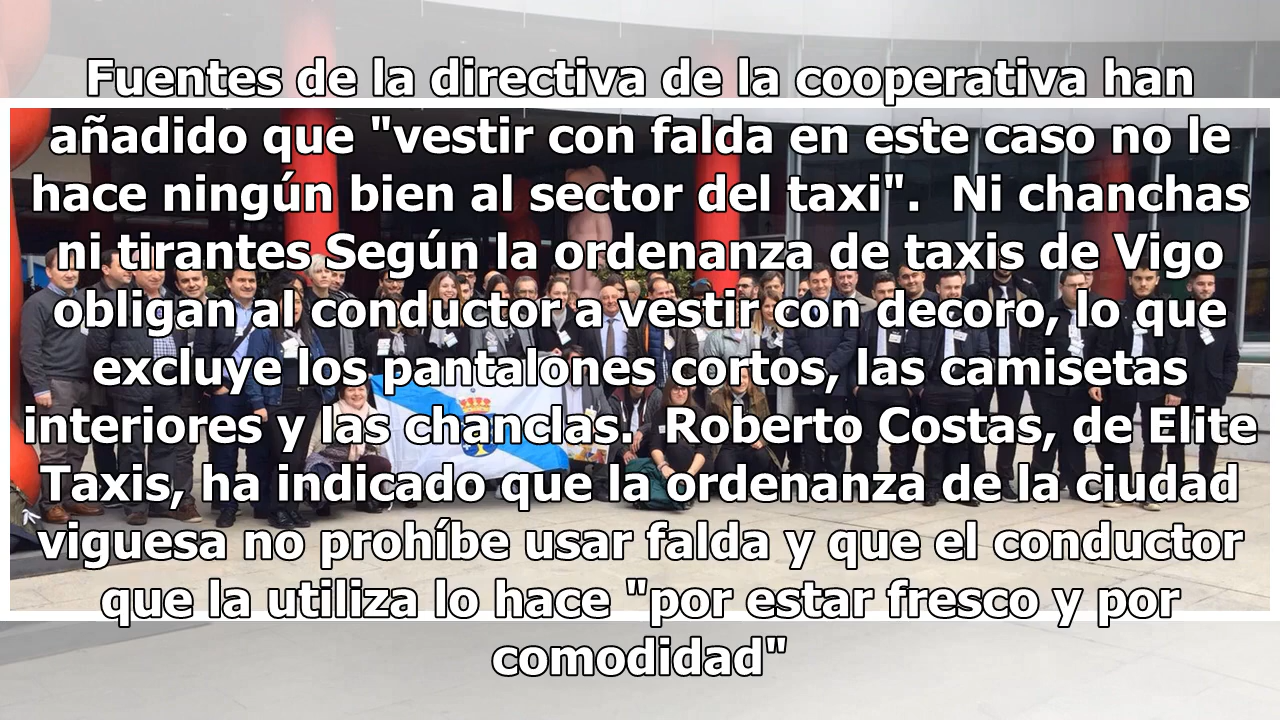 Fuentes de la directiva de la cooperativa han
añadido que "vestir con falda en este caso no le
hace ningún bien al sector del taxi".  Ni chanchas
ni tirantes Según la ordenanza de taxis de Vigo
obligan al conductor a vestir con decoro, lo que
excluye los pantalones cortos, las camisetas
interiores y las chanclas.  Roberto Costas, de Elite
Taxis, ha indicado que la ordenanza de la ciudad
viguesa no prohíbe usar falda y que el conductor
que la utiliza lo hace "por estar fresco y por
comodidad"